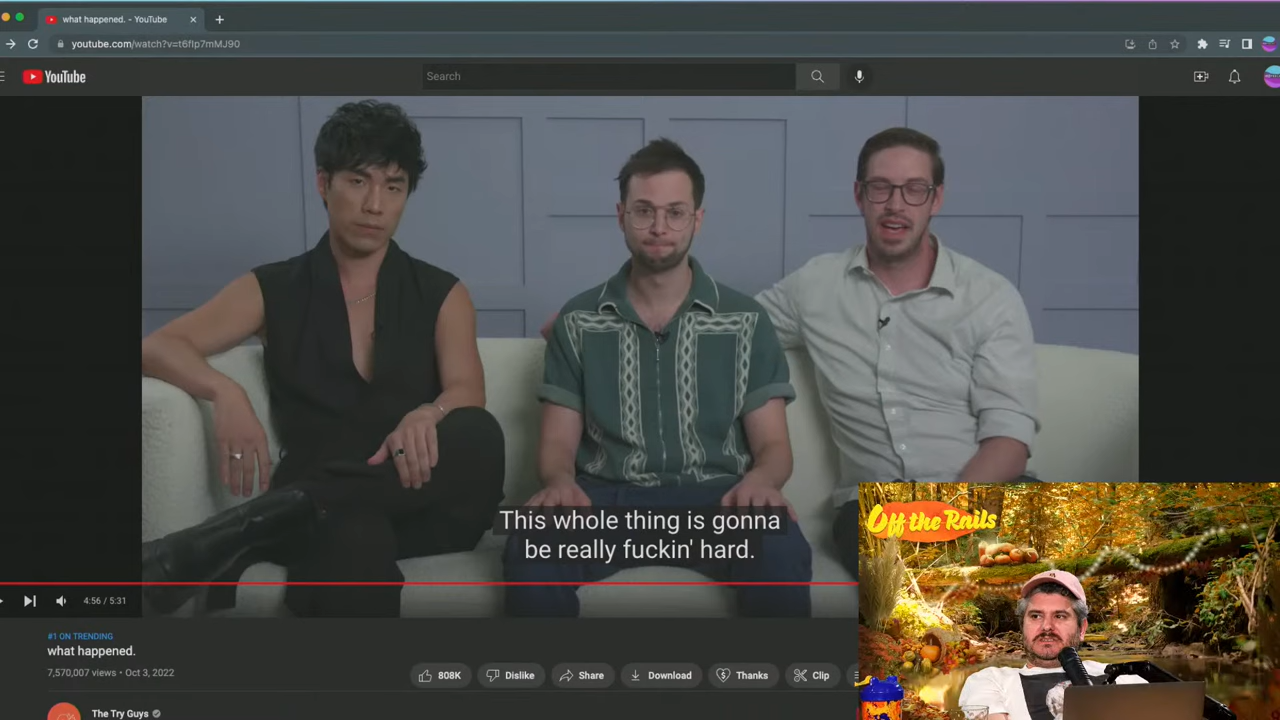 what happened. - YouTube
youtube.com/watch?v=t6fIp7mMJ90
YouTube
Search
This whole thing is gonna
be really fuckin' hard.
Off the Rails
4:56 / 5:31
#1 ON TRENDING
what happened.
7,570,007 views • Oct 3, 2022
808K Dislike Share Download Thanks Clip
The Try Guys